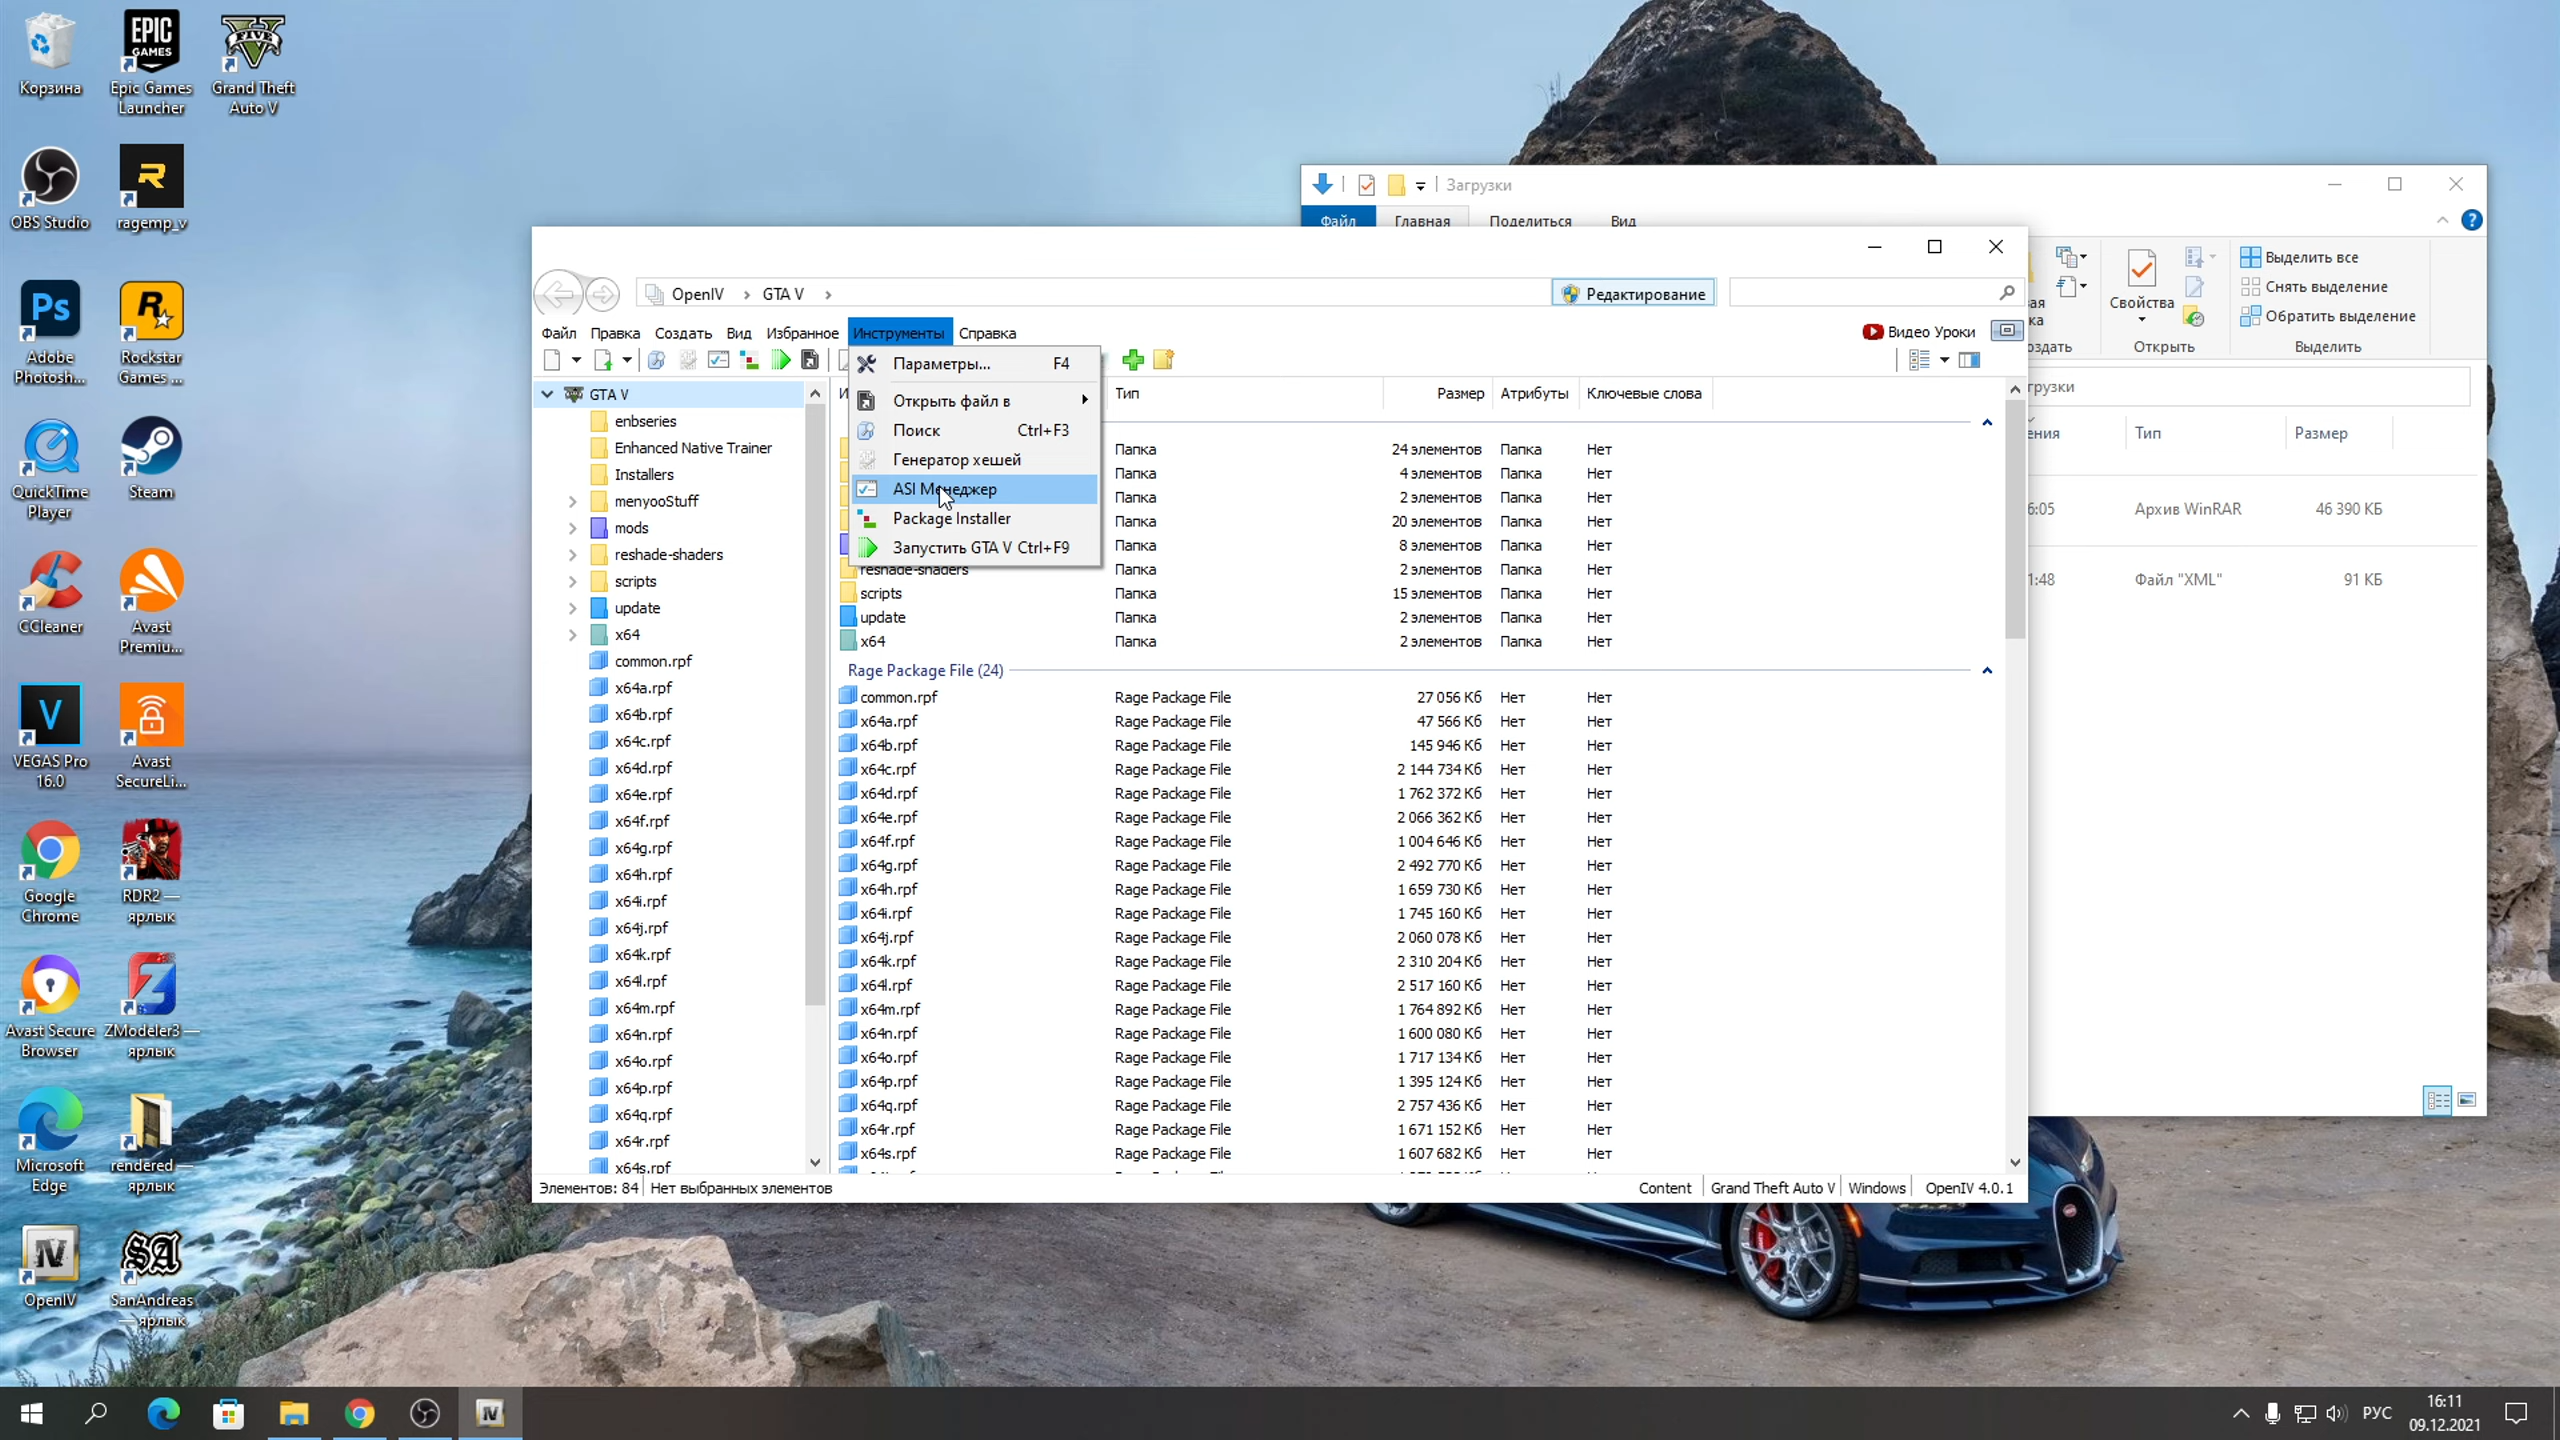 Корзина
Epic Games Launcher
Grand Theft Auto V
OBS Studio
ragemp_v
Adobe Photosh...
Rockstar Games ...
QuickTime Player
Steam
CCleaner
Avast Premiu...
VEGAS Pro 16.0
Avast SecureLi...
Google Chrome
RDR2 — ярлык
Avast Secure Browser
ZModeler3 — ярлык
Microsoft Edge
rendered — ярлык
OpenIV
SanAndreas — ярлык
Загрузки
Файл Главная Поделиться Вид
Выделить все
Снять выделение
Обратить выделение
Свойства
Открыть
Выделить
Тип Размер
Архив WinRAR 46 390 КБ
Файл "XML" 91 КБ
OpenIV › GTA V ›
Редактирование
Файл Правка Создать Вид Избранное Инструменты Справка
Видео Уроки
Параметры... F4
Открыть файл в
Поиск Ctrl+F3
Генератор хешей
ASI Менеджер
Package Installer
Запустить GTA V Ctrl+F9
GTA V
enbseries
Enhanced Native Trainer
Installers
menyooStuff
mods
reshade-shaders
scripts
update
x64
common.rpf
x64a.rpf
x64b.rpf
x64c.rpf
x64d.rpf
x64e.rpf
x64f.rpf
x64g.rpf
x64h.rpf
x64i.rpf
x64j.rpf
x64k.rpf
x64l.rpf
x64m.rpf
x64n.rpf
x64o.rpf
x64p.rpf
x64q.rpf
x64r.rpf
x64s.rpf
Тип Размер Атрибуты Ключевые слова
Папка 24 элементов Папка Нет
Папка 4 элементов Папка Нет
Папка 2 элементов Папка Нет
Папка 20 элементов Папка Нет
Папка 8 элементов Папка Нет
reshade-shaders Папка 2 элементов Папка Нет
scripts Папка 15 элементов Папка Нет
update Папка 2 элементов Папка Нет
x64 Папка 2 элементов Папка Нет
Rage Package File (24)
common.rpf Rage Package File 27 056 Кб Нет Нет
x64a.rpf Rage Package File 47 566 Кб Нет Нет
x64b.rpf Rage Package File 145 946 Кб Нет Нет
x64c.rpf Rage Package File 2 144 734 Кб Нет Нет
x64d.rpf Rage Package File 1 762 372 Кб Нет Нет
x64e.rpf Rage Package File 2 066 362 Кб Нет Нет
x64f.rpf Rage Package File 1 004 646 Кб Нет Нет
x64g.rpf Rage Package File 2 492 770 Кб Нет Нет
x64h.rpf Rage Package File 1 659 730 Кб Нет Нет
x64i.rpf Rage Package File 1 745 160 Кб Нет Нет
x64j.rpf Rage Package File 2 060 078 Кб Нет Нет
x64k.rpf Rage Package File 2 310 204 Кб Нет Нет
x64l.rpf Rage Package File 2 517 160 Кб Нет Нет
x64m.rpf Rage Package File 1 764 892 Кб Нет Нет
x64n.rpf Rage Package File 1 600 080 Кб Нет Нет
x64o.rpf Rage Package File 1 717 134 Кб Нет Нет
x64p.rpf Rage Package File 1 395 124 Кб Нет Нет
x64q.rpf Rage Package File 2 757 436 Кб Нет Нет
x64r.rpf Rage Package File 1 671 152 Кб Нет Нет
x64s.rpf Rage Package File 1 607 682 Кб Нет Нет
Элементов: 84 Нет выбранных элементов
Content Grand Theft Auto V Windows OpenIV 4.0.1
РУС
16:11
09.12.2021